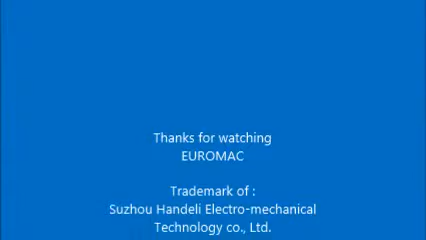 Thanks for watching
EUROMAC
Trademark of :
Suzhou Handeli Electro-mechanical
Technology co., Ltd.